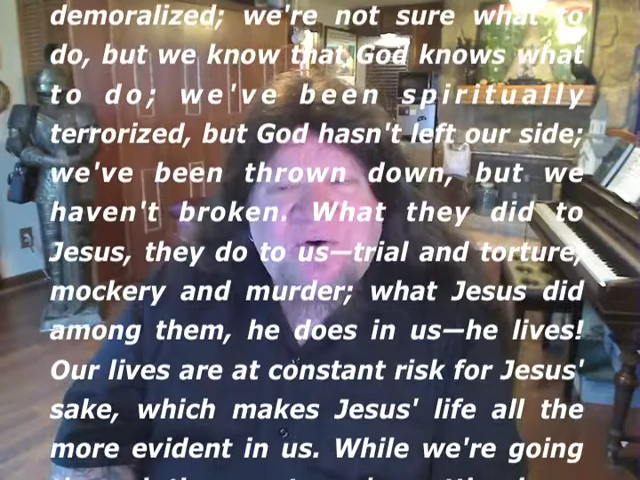 demoralized; we're not sure what to
do, but we know that God knows what
to do; we've been spiritually
terrorized, but God hasn't left our side;
we've been thrown down, but we
haven't broken. What they did to
Jesus, they do to us—trial and torture,
mockery and murder; what Jesus did
among them, he does in us—he lives!
Our lives are at constant risk for Jesus'
sake, which makes Jesus' life all the
more evident in us. While we're going